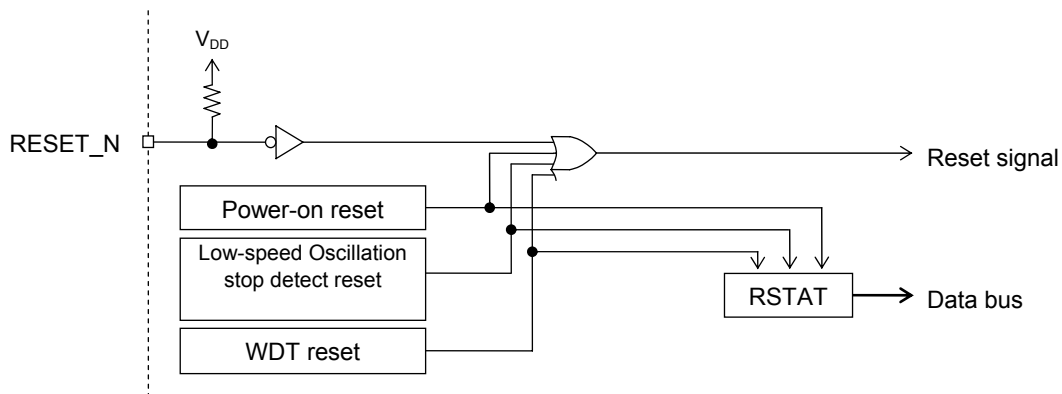 VDD
RESET_N
Reset signal
Power-on reset
Low-speed Oscillation
stop detect reset
RSTAT
Data bus
WDT reset